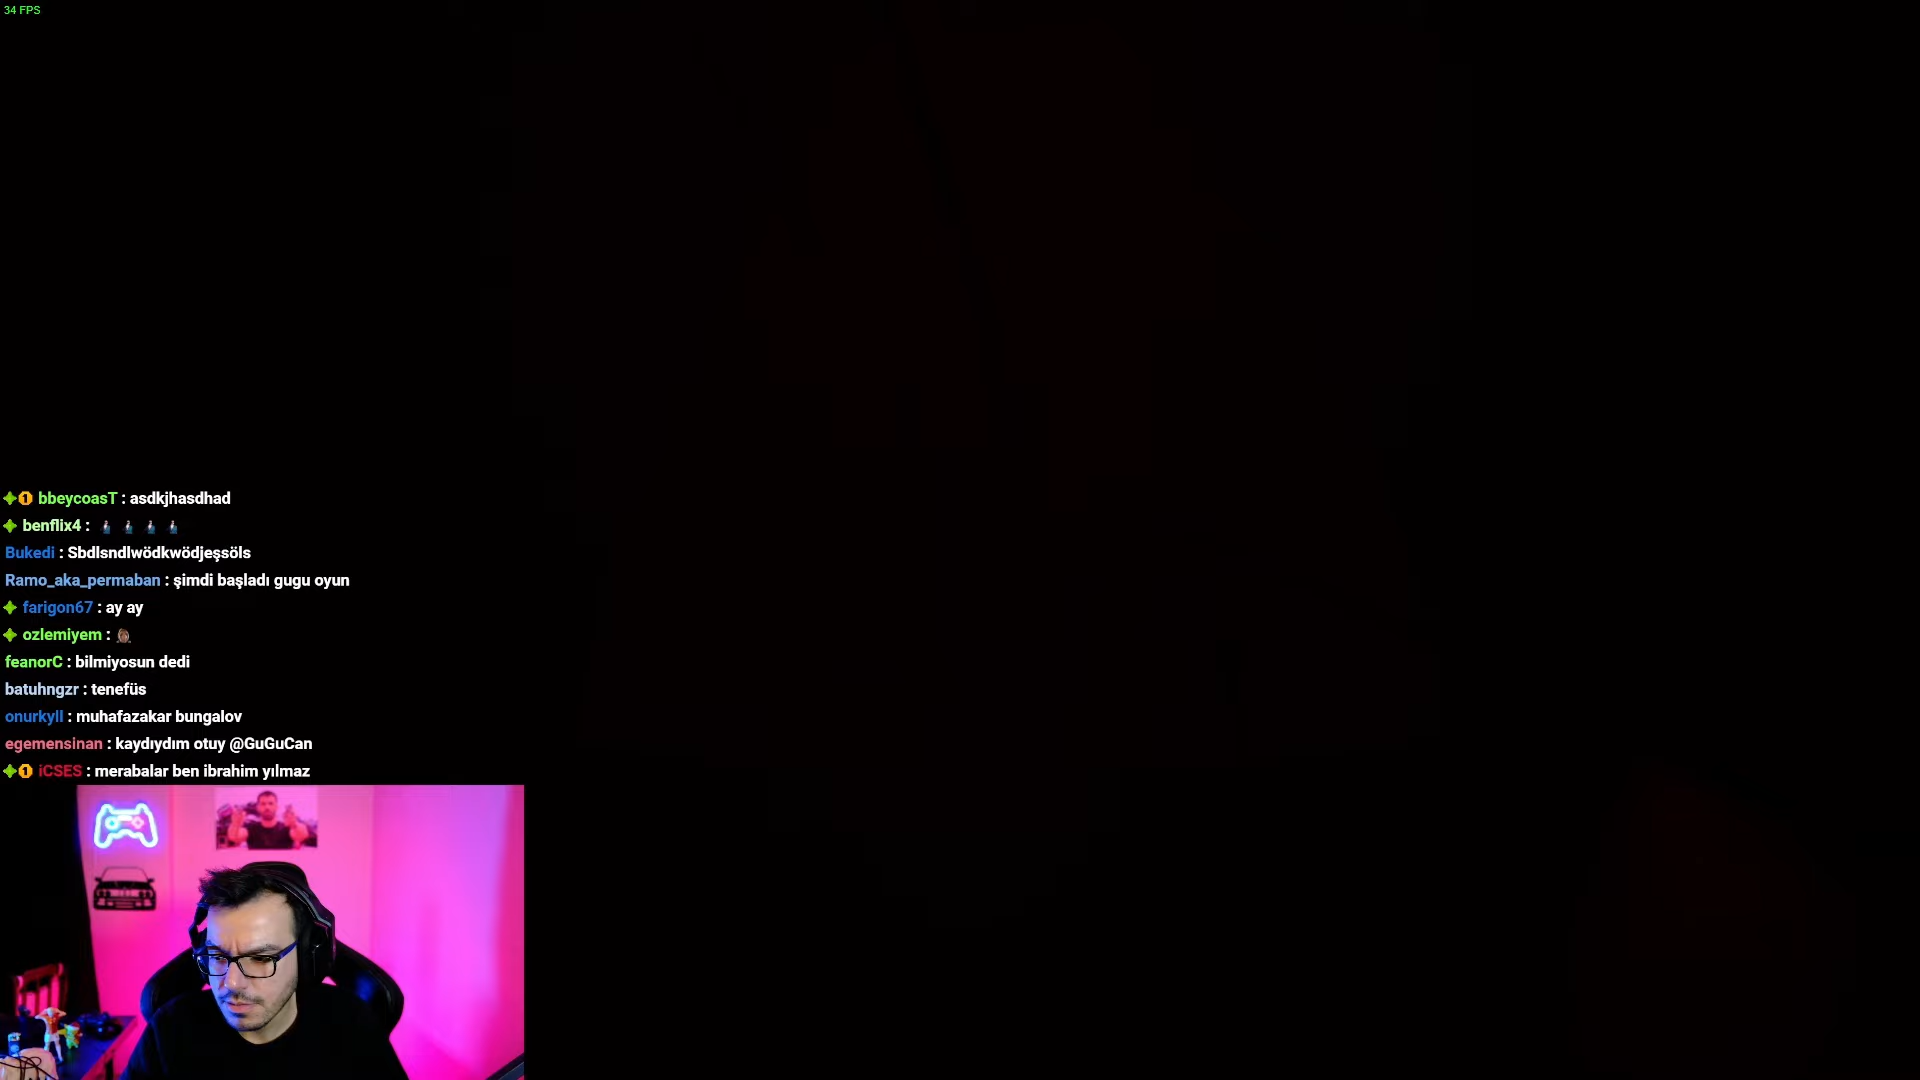 34 FPS
bbeycoasT : asdkjhasdhad
benflix4 :
Bukedi : Sbdlsndlwödkwödjeşsöls
Ramo_aka_permaban : şimdi başladı gugu oyun
farigon67 : ay ay
ozlemiyem :
feanorC : bilmiyosun dedi
batuhngzr : tenefüs
onurkyll : muhafazakar bungalov
egemensinan : kaydıydım otuy @GuGuCan
iCSES : merabalar ben ibrahim yılmaz